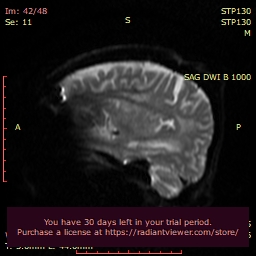 Im: 42/48
STP130
Se: 11
STP130
S
M
SAG DWI B 1000
A
P
You have 30 days left in your trial period.
Purchase a license at https://radiantviewer.com/store/